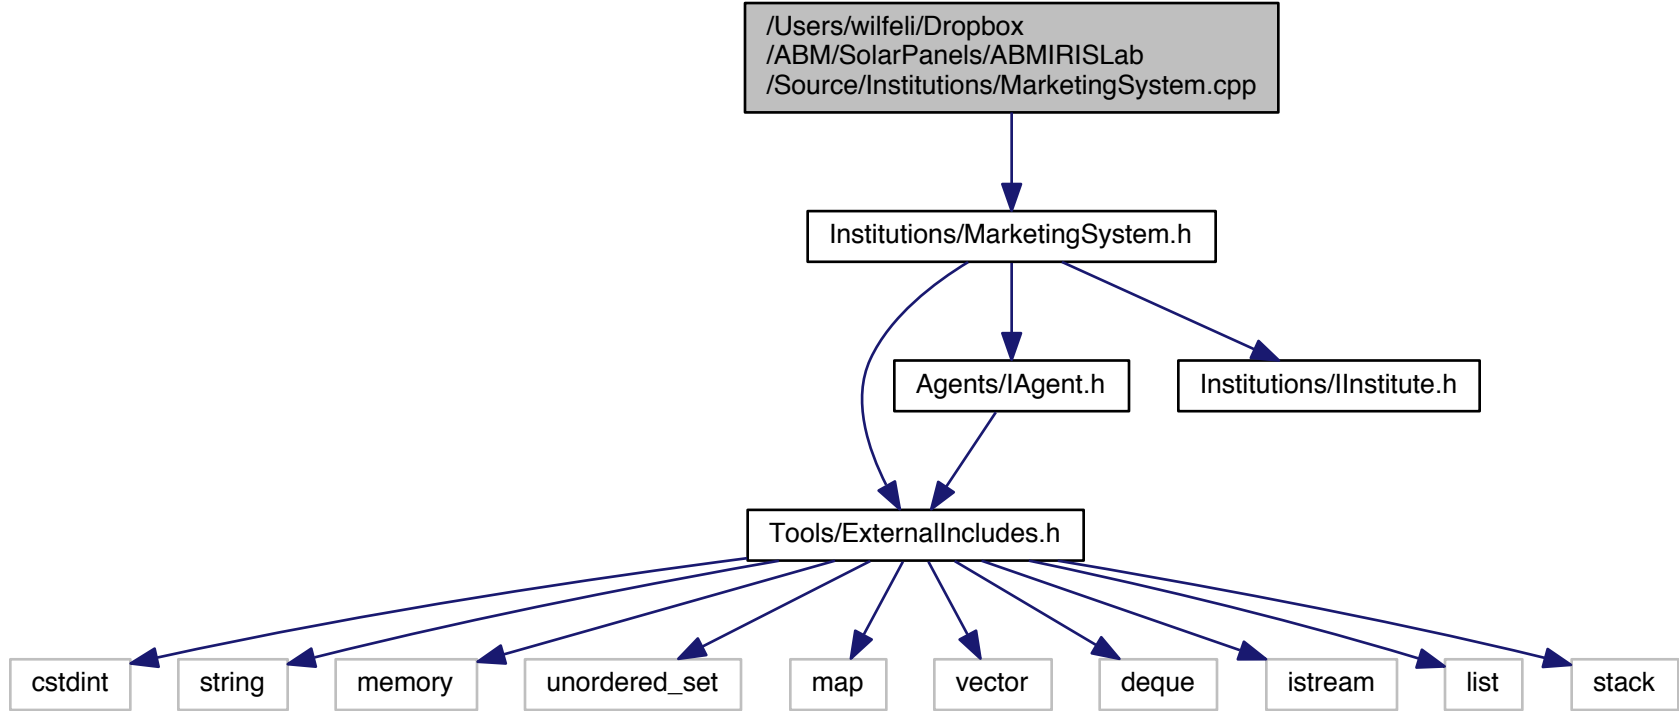 /Users/wilfeli/Dropbox
/ABM/SolarPanels/ABMIRISLab
/Source/Institutions/MarketingSystem.cpp
Institutions/MarketingSystem.h
Agents/IAgent.h
Institutions/IInstitute.h
Tools/ExternalIncludes.h
cstdint
string
memory
unordered_set
map
vector
deque
istream
list
stack